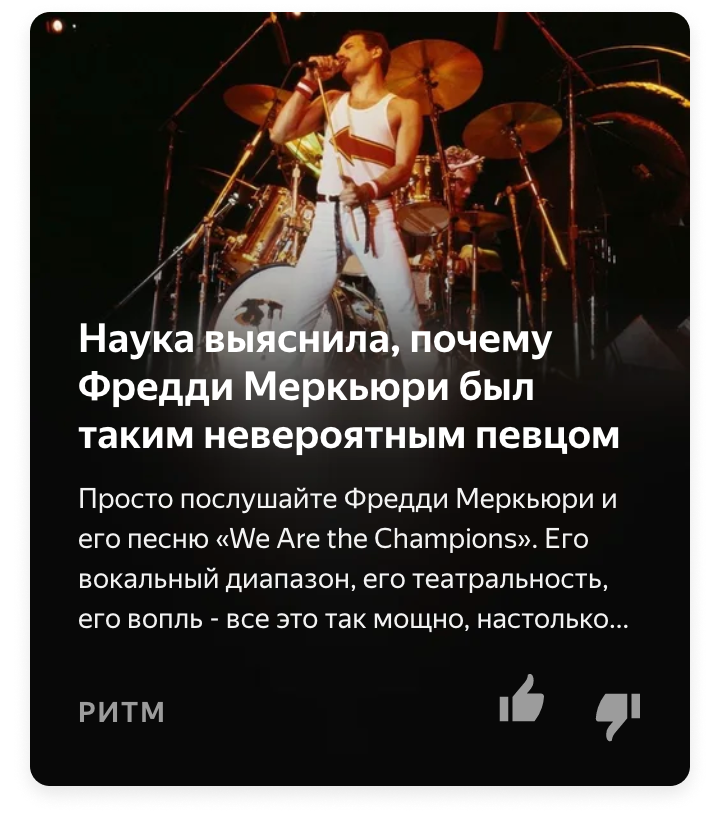 Наука выяснила, почему
Фредди Меркьюри был
таким невероятным певцом
Просто послушайте Фредди Меркьюри и
его песню «We Are the Champions». Его
вокальный диапазон, его театральность,
его вопль - все это так мощно, настолько...
РИТМ